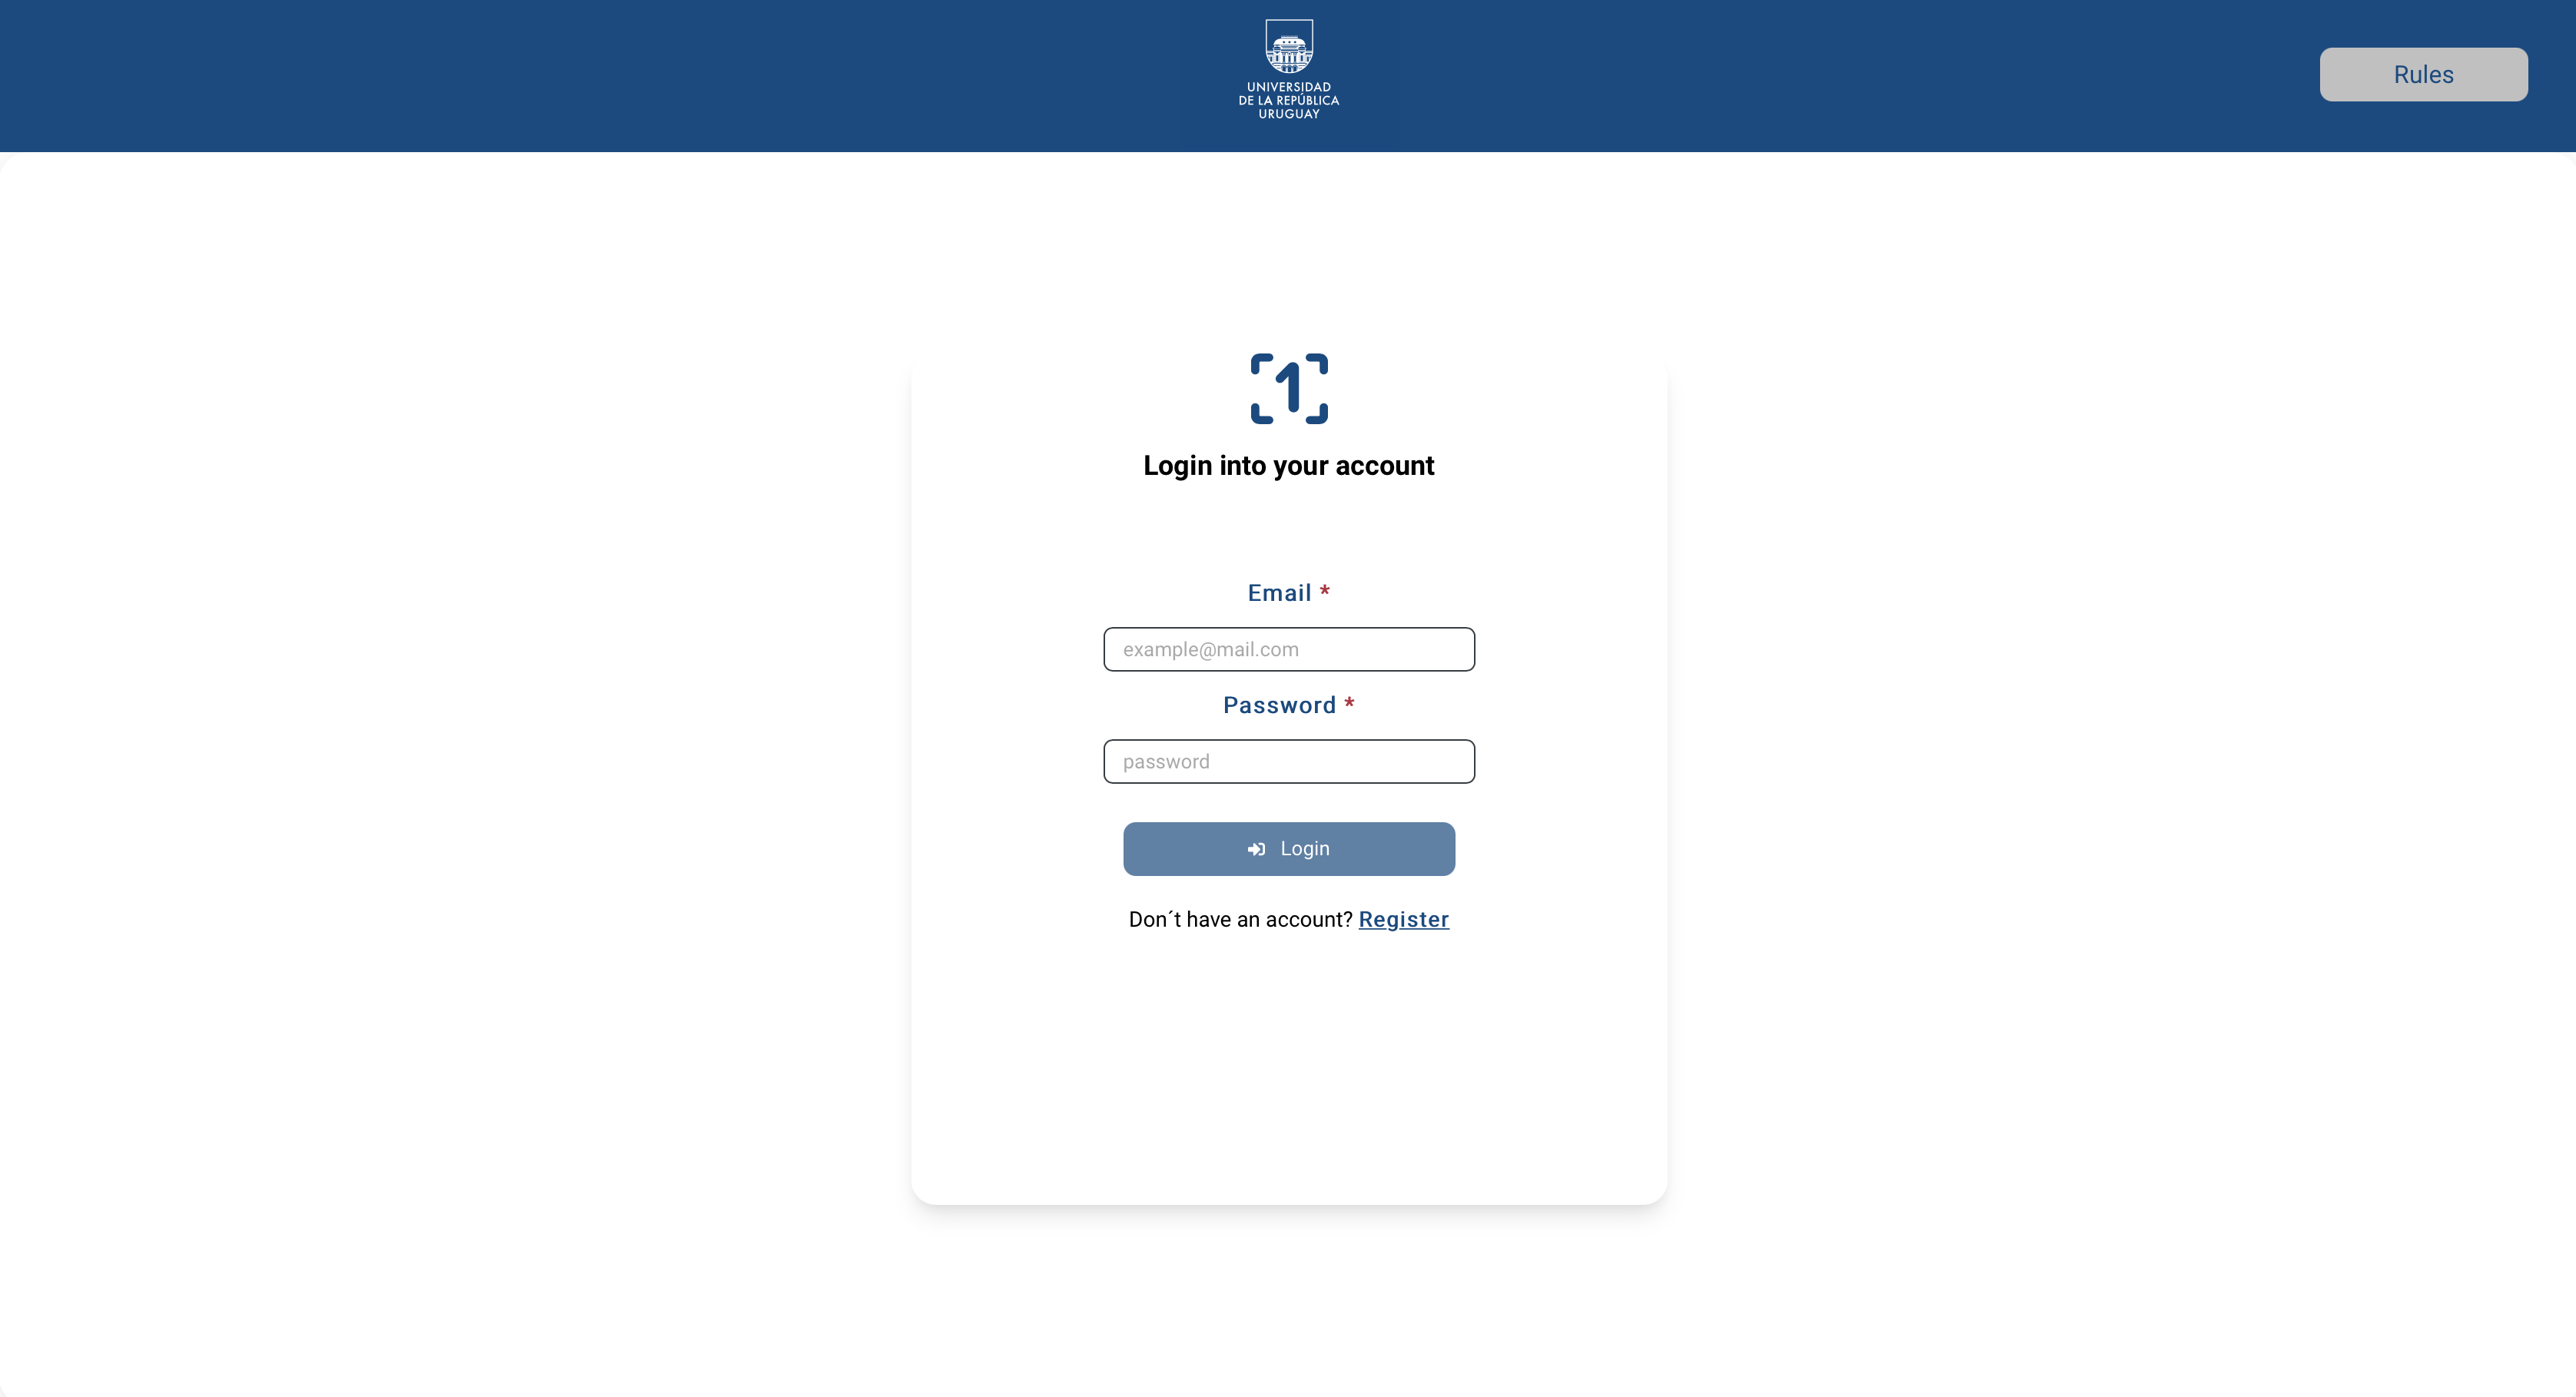 UNIVERSIDAD
DE LA REPÚBLICA
URUGUAY
Rules
1
Login into your account
Email *
example@mail.com
Password *
password
Login
Don´t have an account? Register